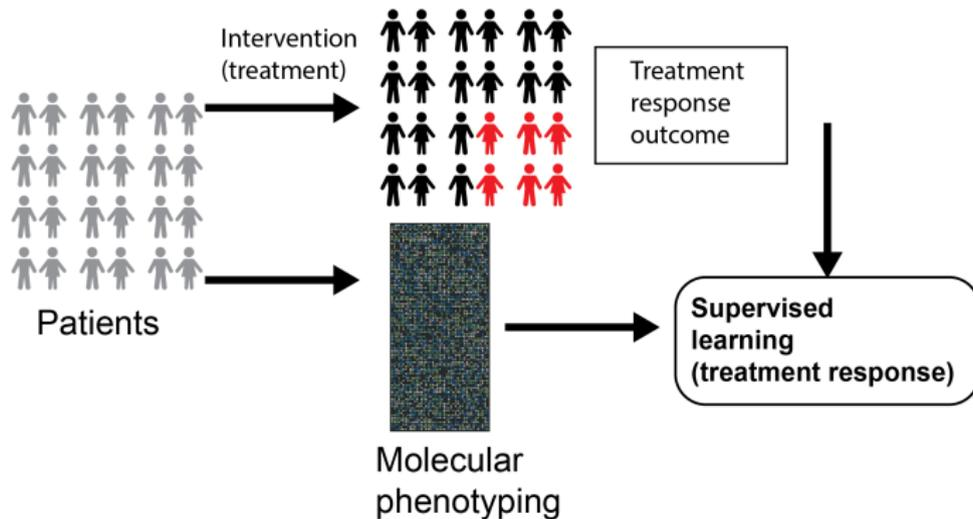 Intervention
(treatment)
Treatment
response
outcome
Patients
Supervised
learning
(treatment response)
Molecular
phenotyping